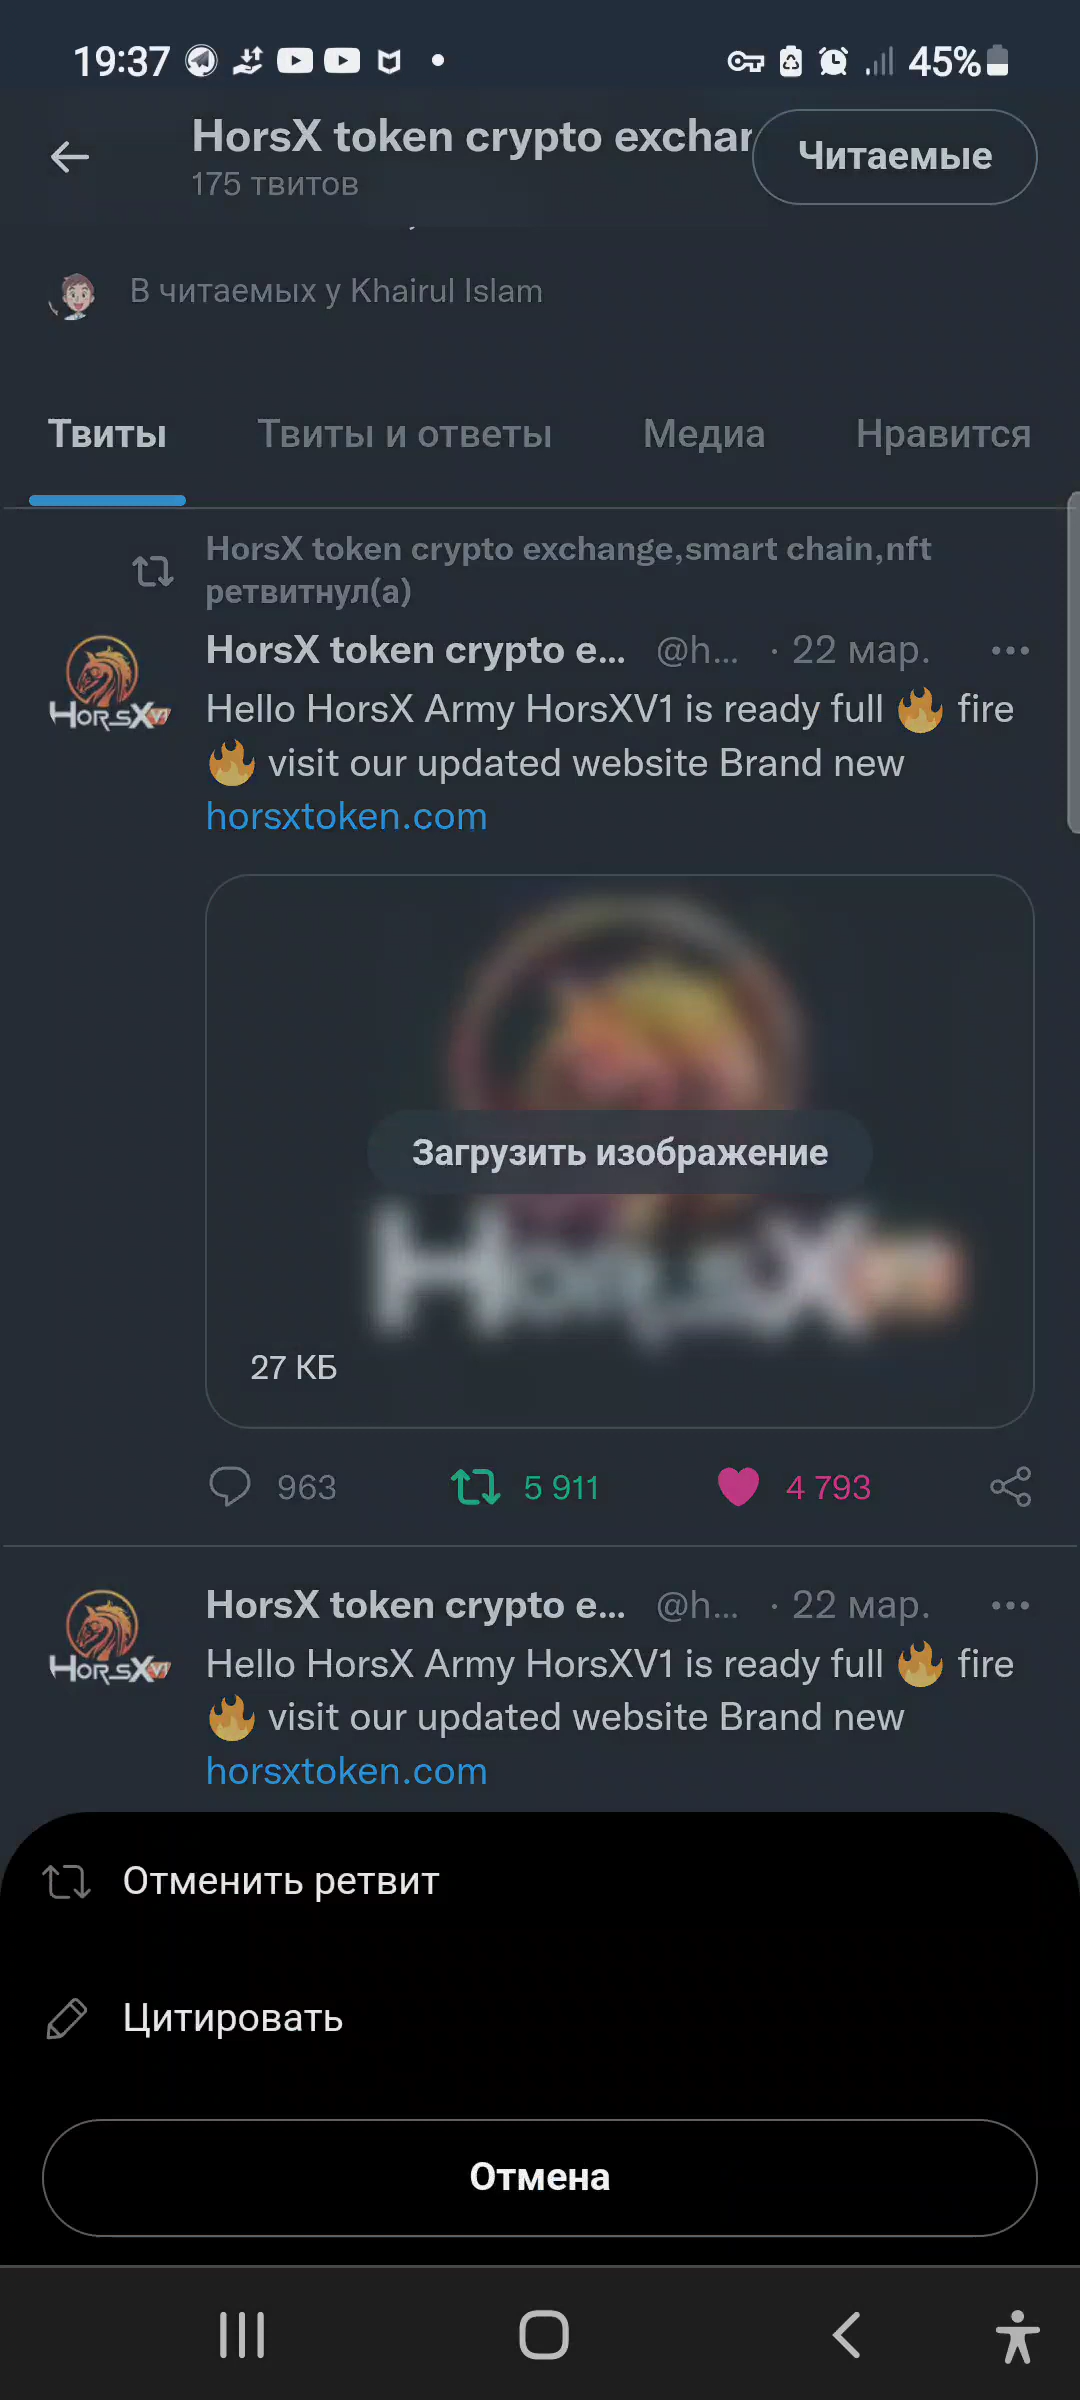 19:37
45%
HorsX token crypto exchan
Читаемые
175 твитов
В читаемых у Khairul Islam
Твиты
Твиты и ответы
Медиа
Нравится
HorsX token crypto exchange,smart chain,nft
ретвитнул(а)
HorsX token crypto e... @h... · 22 мар.
Hello HorsX Army HorsXV1 is ready full 🔥 fire
🔥 visit our updated website Brand new
horsxtoken.com
HorsXV1
Загрузить изображение
HorsX
27 КБ
963
5 911
4 793
HorsX token crypto e... @h... · 22 мар.
Hello HorsX Army HorsXV1 is ready full 🔥 fire
🔥 visit our updated website Brand new
horsxtoken.com
HorsXV1
Отменить ретвит
Цитировать
Отмена